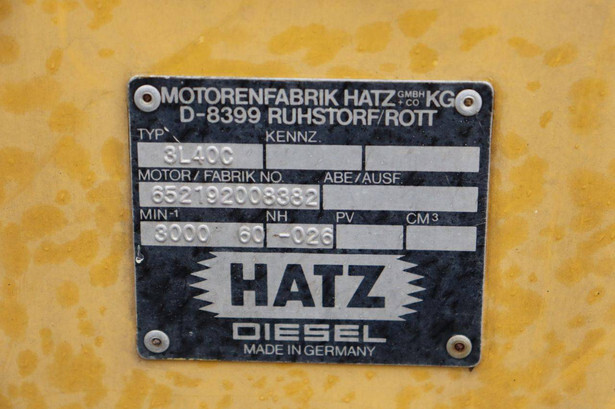 MOTORENFABRIK HATZ GMBH + CO KG
D-8399 RUHSTORF/ROTT
TYP KENNZ.
3L40C
MOTOR/FABRIK NO. ABE/AUSF.
652192008382
MIN-1 NH PV CM3
3000 60 -026
HATZ
DIESEL
MADE IN GERMANY